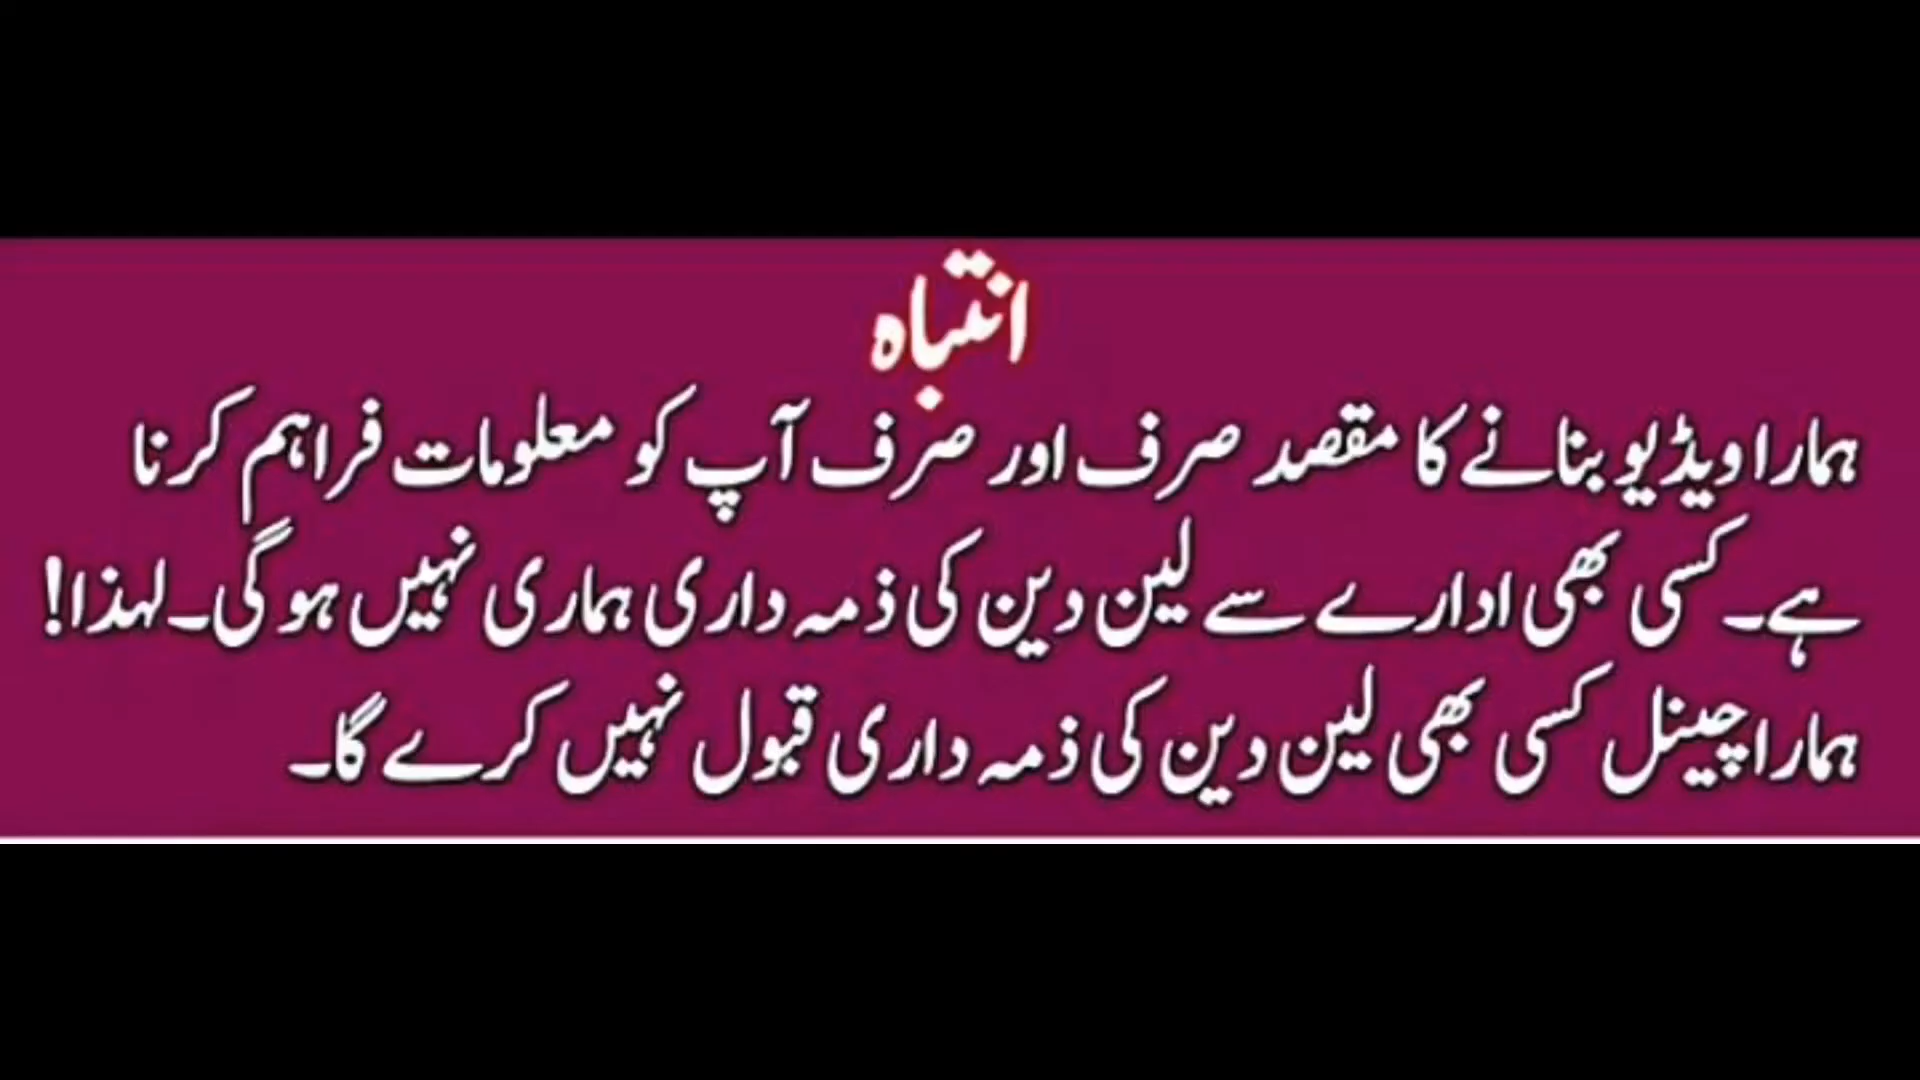 انتباہ
ہمارا ویڈیو بنانے کا مقصد صرف اور صرف آپ کو معلومات فراہم کرنا
ہے۔ کسی بھی ادارے سے لین دین کی ذمہ داری ہماری نہیں ہو گی۔ لہذا!
ہمارا چینل کسی بھی لین دین کی ذمہ داری قبول نہیں کرے گا۔